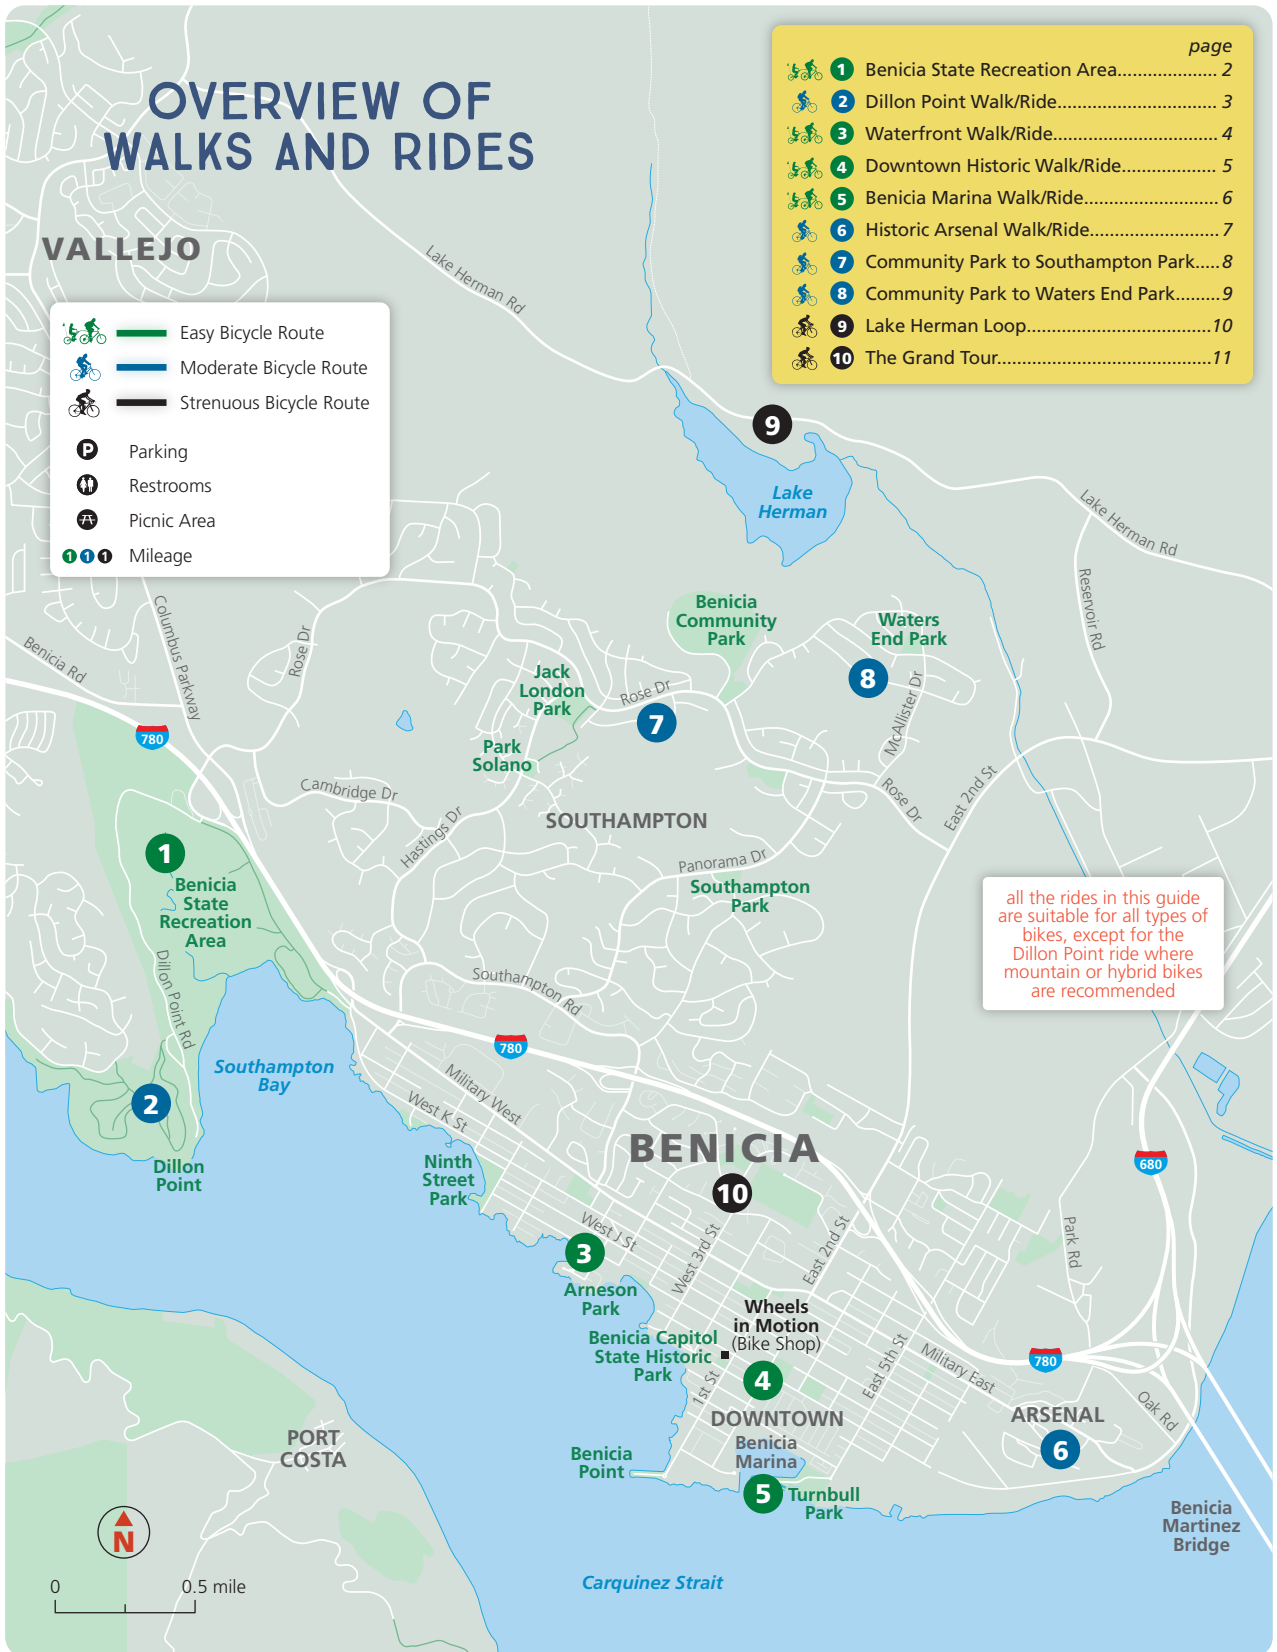 OVERVIEW OF
WALKS AND RIDES
page
1 Benicia State Recreation Area.................... 2
2 Dillon Point Walk/Ride................................ 3
3 Waterfront Walk/Ride................................. 4
4 Downtown Historic Walk/Ride................... 5
5 Benicia Marina Walk/Ride........................... 6
6 Historic Arsenal Walk/Ride.......................... 7
7 Community Park to Southampton Park.....8
8 Community Park to Waters End Park.........9
9 Lake Herman Loop.....................................10
10 The Grand Tour...........................................11
VALLEJO
Easy Bicycle Route
Moderate Bicycle Route
Strenuous Bicycle Route
P Parking
Restrooms
Picnic Area
1 1 1 Mileage
Lake Herman Rd
9
Lake
Herman
Lake Herman Rd
Reservoir Rd
Columbus Parkway
Benicia Rd
Rose Dr
Benicia
Community
Park
Waters
End Park
8
McAllister Dr
Jack
London
Park
Rose Dr
7
Park
Solano
780
Cambridge Dr
Hastings Dr
SOUTHAMPTON
Rose Dr
East 2nd St
Panorama Dr
Southampton
Park
1
Benicia
State
Recreation
Area
all the rides in this guide
are suitable for all types of
bikes, except for the
Dillon Point ride where
mountain or hybrid bikes
are recommended
Dillon Point Rd
Southampton Rd
780
Southampton
Bay
Military West
West K St
2
Dillon
Point
BENICIA
10
680
Ninth
Street
Park
West J St
West 3rd St
East 2nd St
Park Rd
3
Arneson
Park
Wheels
in Motion
(Bike Shop)
Benicia Capitol
State Historic
Park
1st St
4
East 5th St
Military East
780
DOWNTOWN
ARSENAL
Oak Rd
6
Benicia
Marina
Benicia
Point
5
Turnbull
Park
PORT
COSTA
Benicia
Martinez
Bridge
N
0 0.5 mile
Carquinez Strait